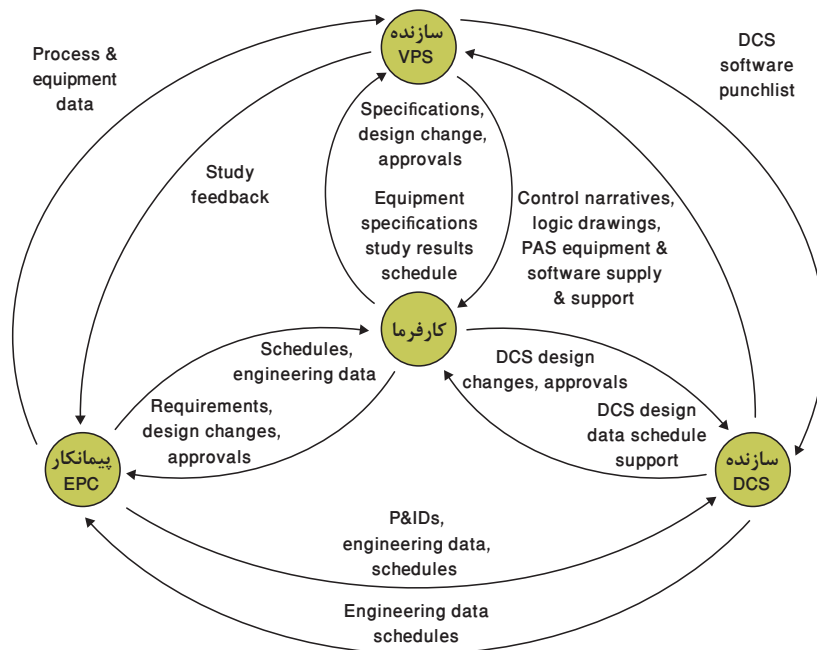 سازنده
VPS
Process &
equipment
data
DCS
software
punchlist
Specifications,
design change,
approvals
Study
feedback
Equipment
specifications
study results
schedule
Control narratives,
logic drawings,
PAS equipment &
software supply
& support
کارفرما
Schedules,
engineering data
DCS design
changes, approvals
Requirements,
design changes,
approvals
DCS design
data schedule
support
پیمانکار
EPC
سازنده
DCS
P&IDs,
engineering data,
schedules
Engineering data
schedules